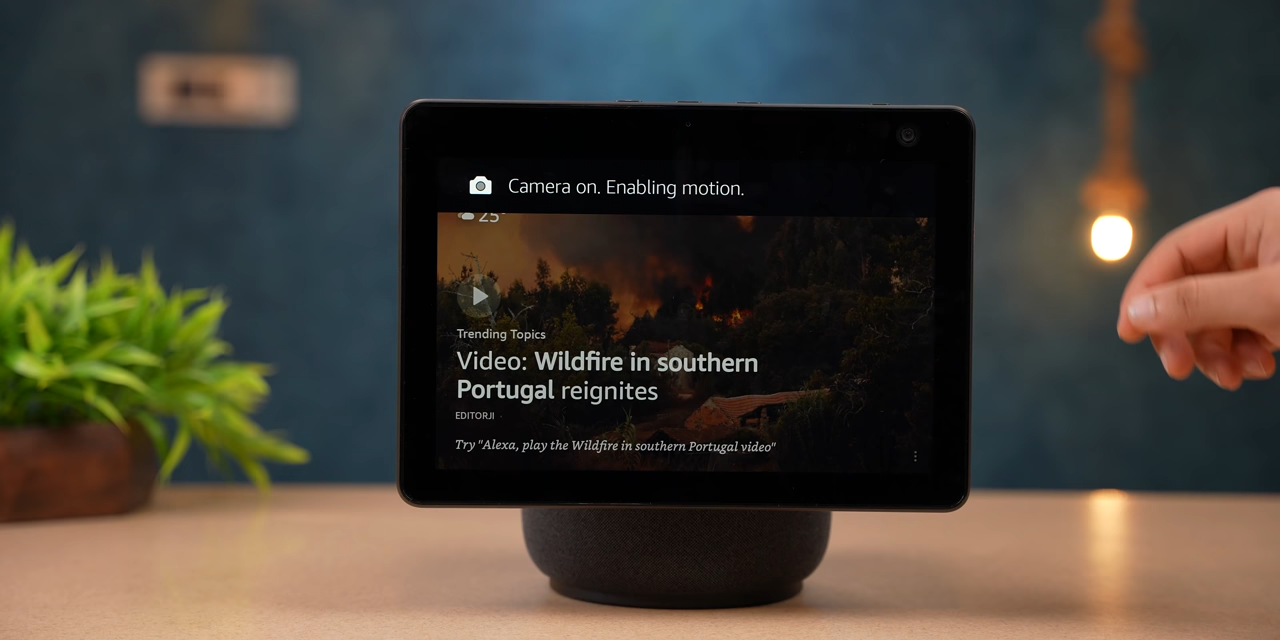 Camera on. Enabling motion.
25°
Trending Topics
Video: Wildfire in southern
Portugal reignites
EDITORJI
Try "Alexa, play the Wildfire in southern Portugal video"